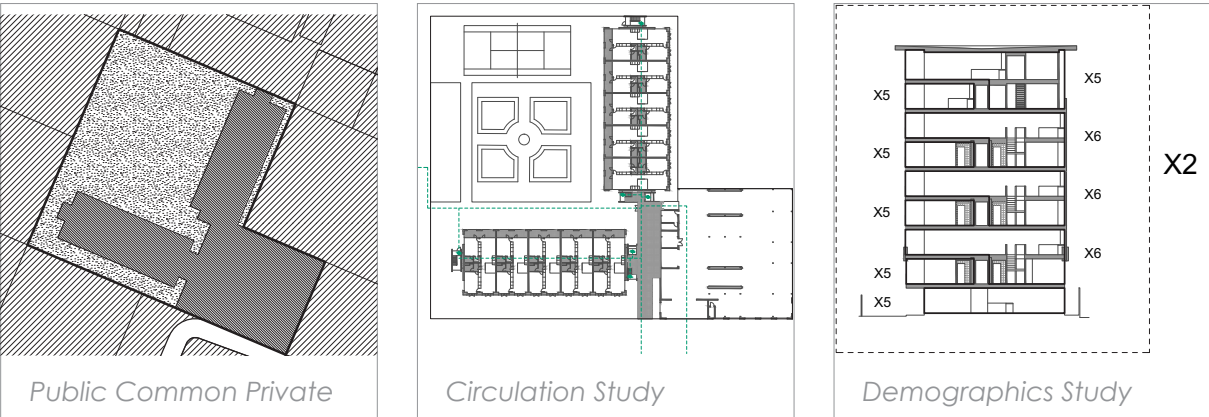 Public Common Private
Circulation Study
X5
X5
X6
X5
X2
X6
X5
X6
X5
X5
Demographics Study